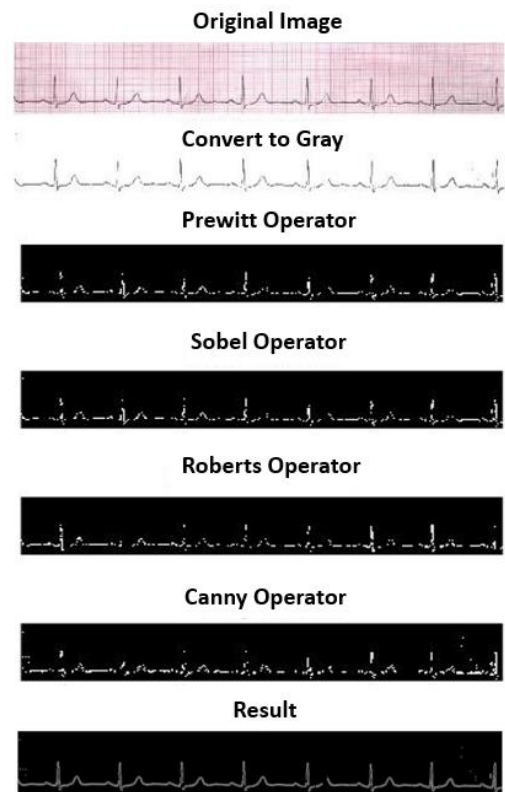 Original Image
Convert to Gray
Prewitt Operator
Sobel Operator
Roberts Operator
Canny Operator
Result